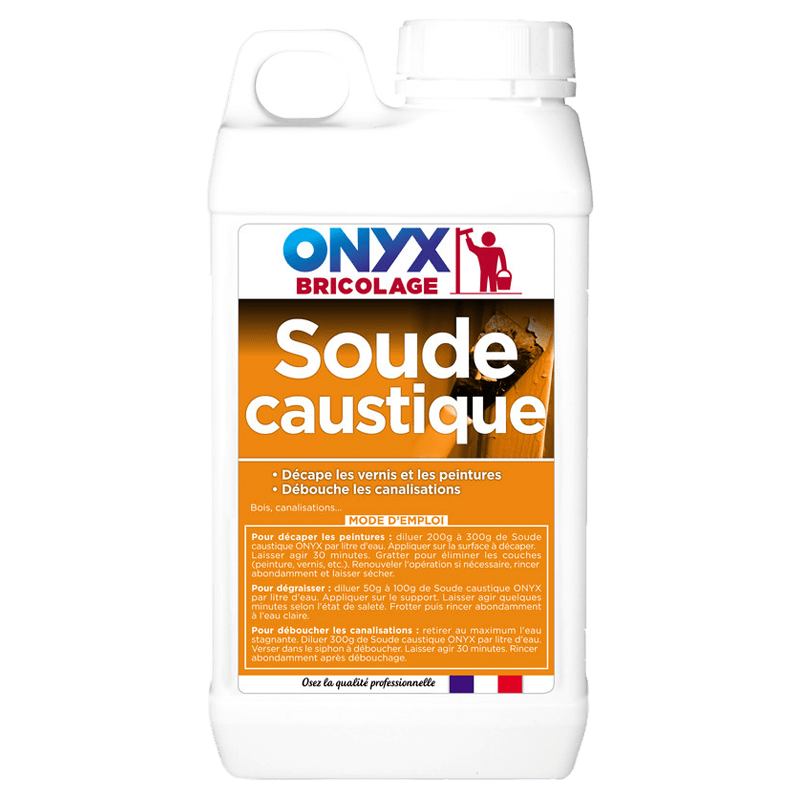 ONYX
BRICOLAGE
Soude
caustique
• Décape les vernis et les peintures
• Débouche les canalisations
Bois, canalisations...
MODE D'EMPLOI
Pour décaper les peintures : diluer 200g à 300g de Soude
caustique ONYX par litre d'eau. Appliquer sur la surface à décaper.
Laisser agir 30 minutes. Gratter pour éliminer les couches
(peinture, vernis, etc.). Renouveler l'opération si nécessaire, rincer
abondamment et laisser sécher.
Pour dégraisser : diluer 50g à 100g de Soude caustique ONYX
par litre d'eau. Appliquer sur le support. Laisser agir quelques
minutes selon l'état de saleté. Frotter puis rincer abondamment
à l'eau claire.
Pour déboucher les canalisations : retirer au maximum l'eau
stagnante. Diluer 300g de Soude caustique ONYX par litre d'eau.
Verser dans le siphon à déboucher. Laisser agir 30 minutes. Rincer
abondamment après débouchage.
Osez la qualité professionnelle